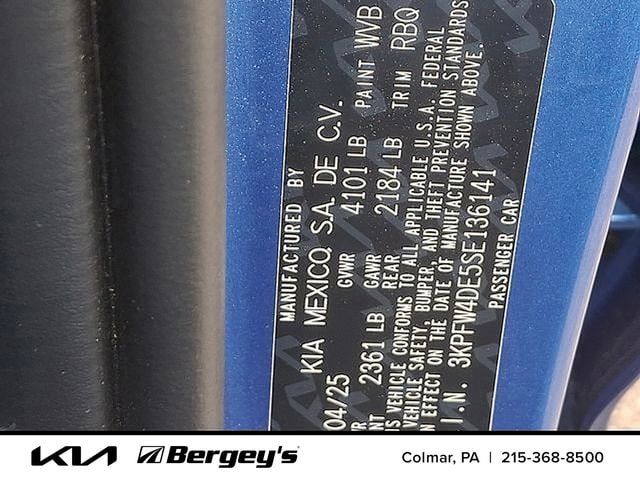 MANUFACTURED BY
KIA MEXICO, S.A. DE C.V.
04/25 GVWR 4101 LB PAINT WVB
GAWR GAWR
2361 LB REAR 2184 LB TRIM RBQ
VEHICLE CONFORMS TO ALL APPLICABLE U.S.A. FEDERAL
VEHICLE SAFETY, BUMPER, AND THEFT PREVENTION STANDARDS
EFFECT ON THE DATE OF MANUFACTURE SHOWN ABOVE.
I.N. 3KPFW4DE5SE136141
PASSENGER CAR
KIA Bergey's
Colmar, PA | 215-368-8500